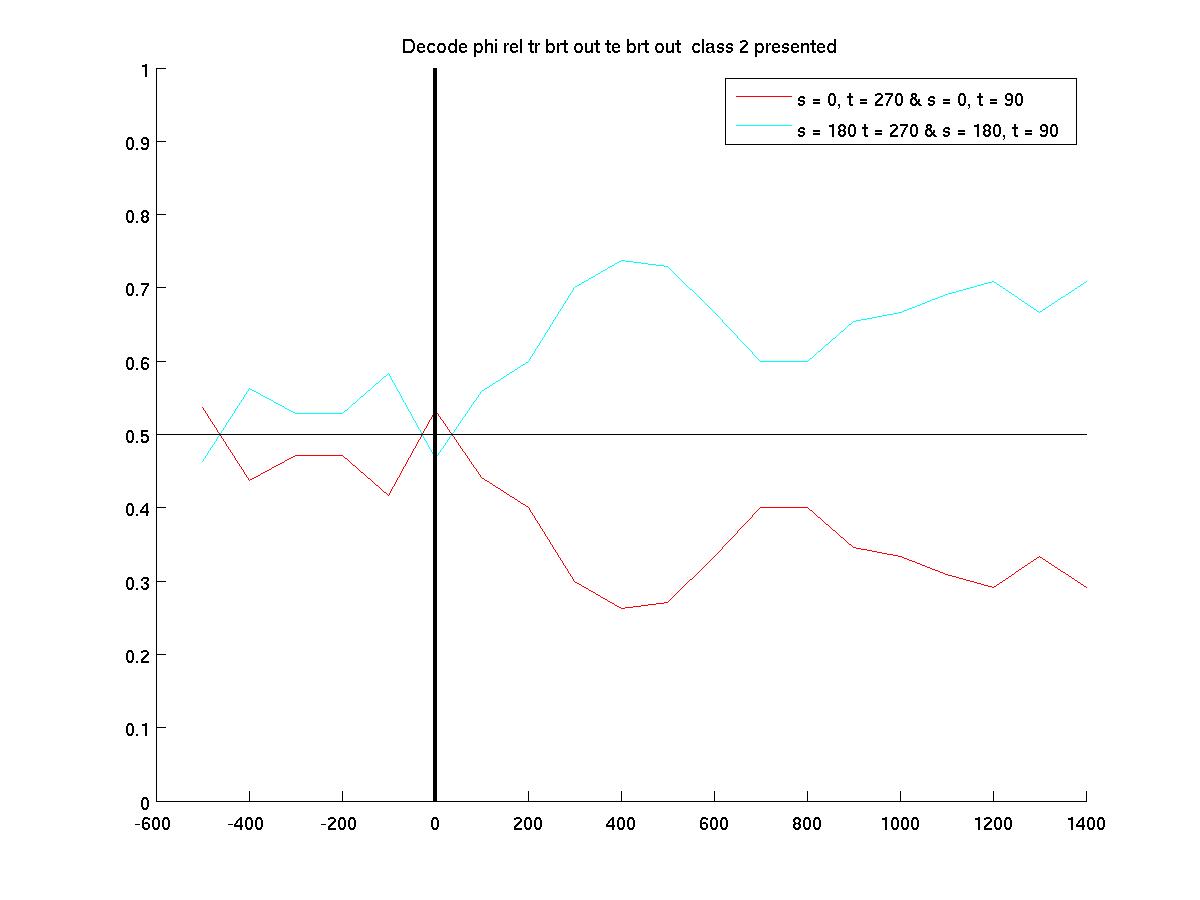 Decode phi rel tr brt out te brt out  class 2 presented
s = 0, t = 270 & s = 0, t = 90
s = 180 t = 270 & s = 180, t = 90
1
0.9
0.8
0.7
0.6
0.5
0.4
0.3
0.2
0.1
0
-600 -400 -200 0 200 400 600 800 1000 1200 1400